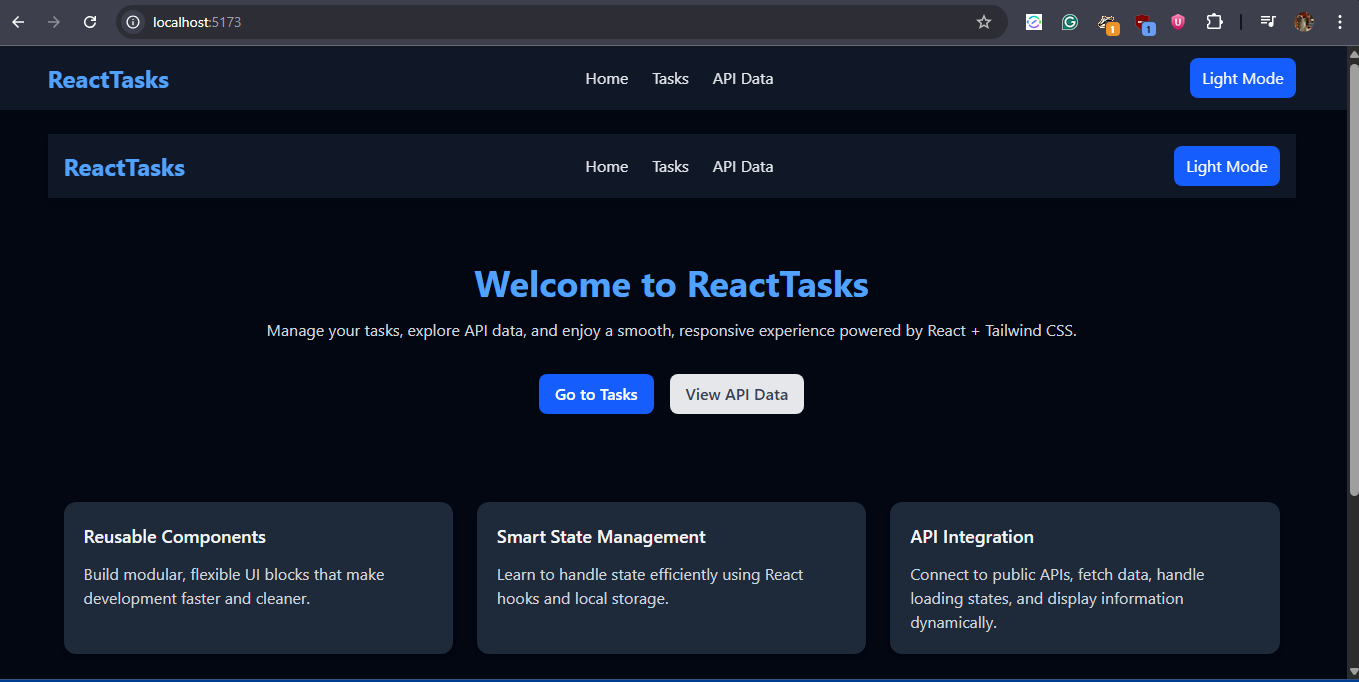 localhost:5173
1
1
ReactTasks Home Tasks API Data Light Mode
ReactTasks Home Tasks API Data Light Mode
Welcome to ReactTasks
Manage your tasks, explore API data, and enjoy a smooth, responsive experience powered by React + Tailwind CSS.
Go to Tasks View API Data
Reusable Components
Build modular, flexible UI blocks that make
development faster and cleaner.
Smart State Management
Learn to handle state efficiently using React
hooks and local storage.
API Integration
Connect to public APIs, fetch data, handle
loading states, and display information
dynamically.